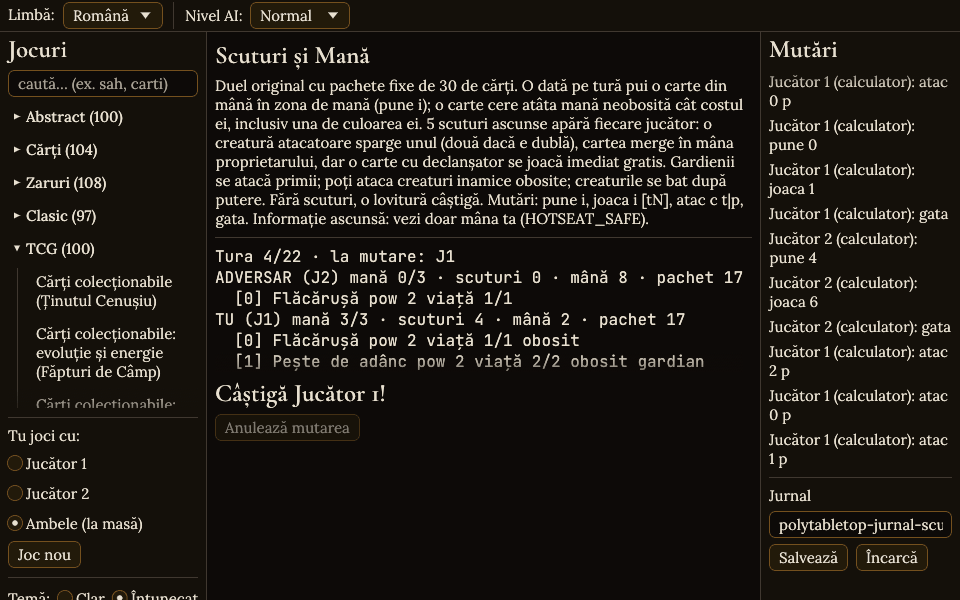 Limbă: Română ▼ Nivel AI: Normal ▼
Jocuri
caută... (ex. sah, carti)
▸ Abstract (100)
▸ Cărți (104)
▸ Zaruri (108)
▸ Clasic (97)
▾ TCG (100)
Cărți colecționabile
(Ținutul Cenușiu)
Cărți colecționabile:
evoluție și energie
(Făpturi de Câmp)
Cărți colecționabile:
Tu joci cu:
Jucător 1
Jucător 2
Ambele (la masă)
Joc nou
Temă: Clar Întunecat
Scuturi și Mană
Duel original cu pachete fixe de 30 de cărți. O dată pe tură pui o carte din
mână în zona de mană (pune i); o carte cere atâta mană neobosită cât costul
ei, inclusiv una de culoarea ei. 5 scuturi ascunse apără fiecare jucător: o
creatură atacatoare sparge unul (două dacă e dublă), cartea merge în mâna
proprietarului, dar o carte cu declanșator se joacă imediat gratis. Gardienii
se atacă primii; poți ataca creaturi inamice obosite; creaturile se bat după
putere. Fără scuturi, o lovitură câștigă. Mutări: pune i, joaca i [tN], atac c t|p,
gata. Informație ascunsă: vezi doar mâna ta (HOTSEAT_SAFE).
Tura 4/22 · la mutare: J1
ADVERSAR (J2) mană 0/3 · scuturi 0 · mână 8 · pachet 17
[0] Flăcărușă pow 2 viață 1/1
TU (J1) mană 3/3 · scuturi 4 · mână 2 · pachet 17
[0] Flăcărușă pow 2 viață 1/1 obosit
[1] Pește de adânc pow 2 viață 2/2 obosit gardian
Câștigă Jucător 1!
Anulează mutarea
Mutări
Jucător 1 (calculator): atac
0 p
Jucător 1 (calculator):
pune 0
Jucător 1 (calculator):
joaca 1
Jucător 1 (calculator): gata
Jucător 2 (calculator):
pune 4
Jucător 2 (calculator):
joaca 6
Jucător 2 (calculator): gata
Jucător 1 (calculator): atac
2 p
Jucător 1 (calculator): atac
0 p
Jucător 1 (calculator): atac
1 p
Jurnal
polytabletop-jurnal-scu
Salvează Încarcă